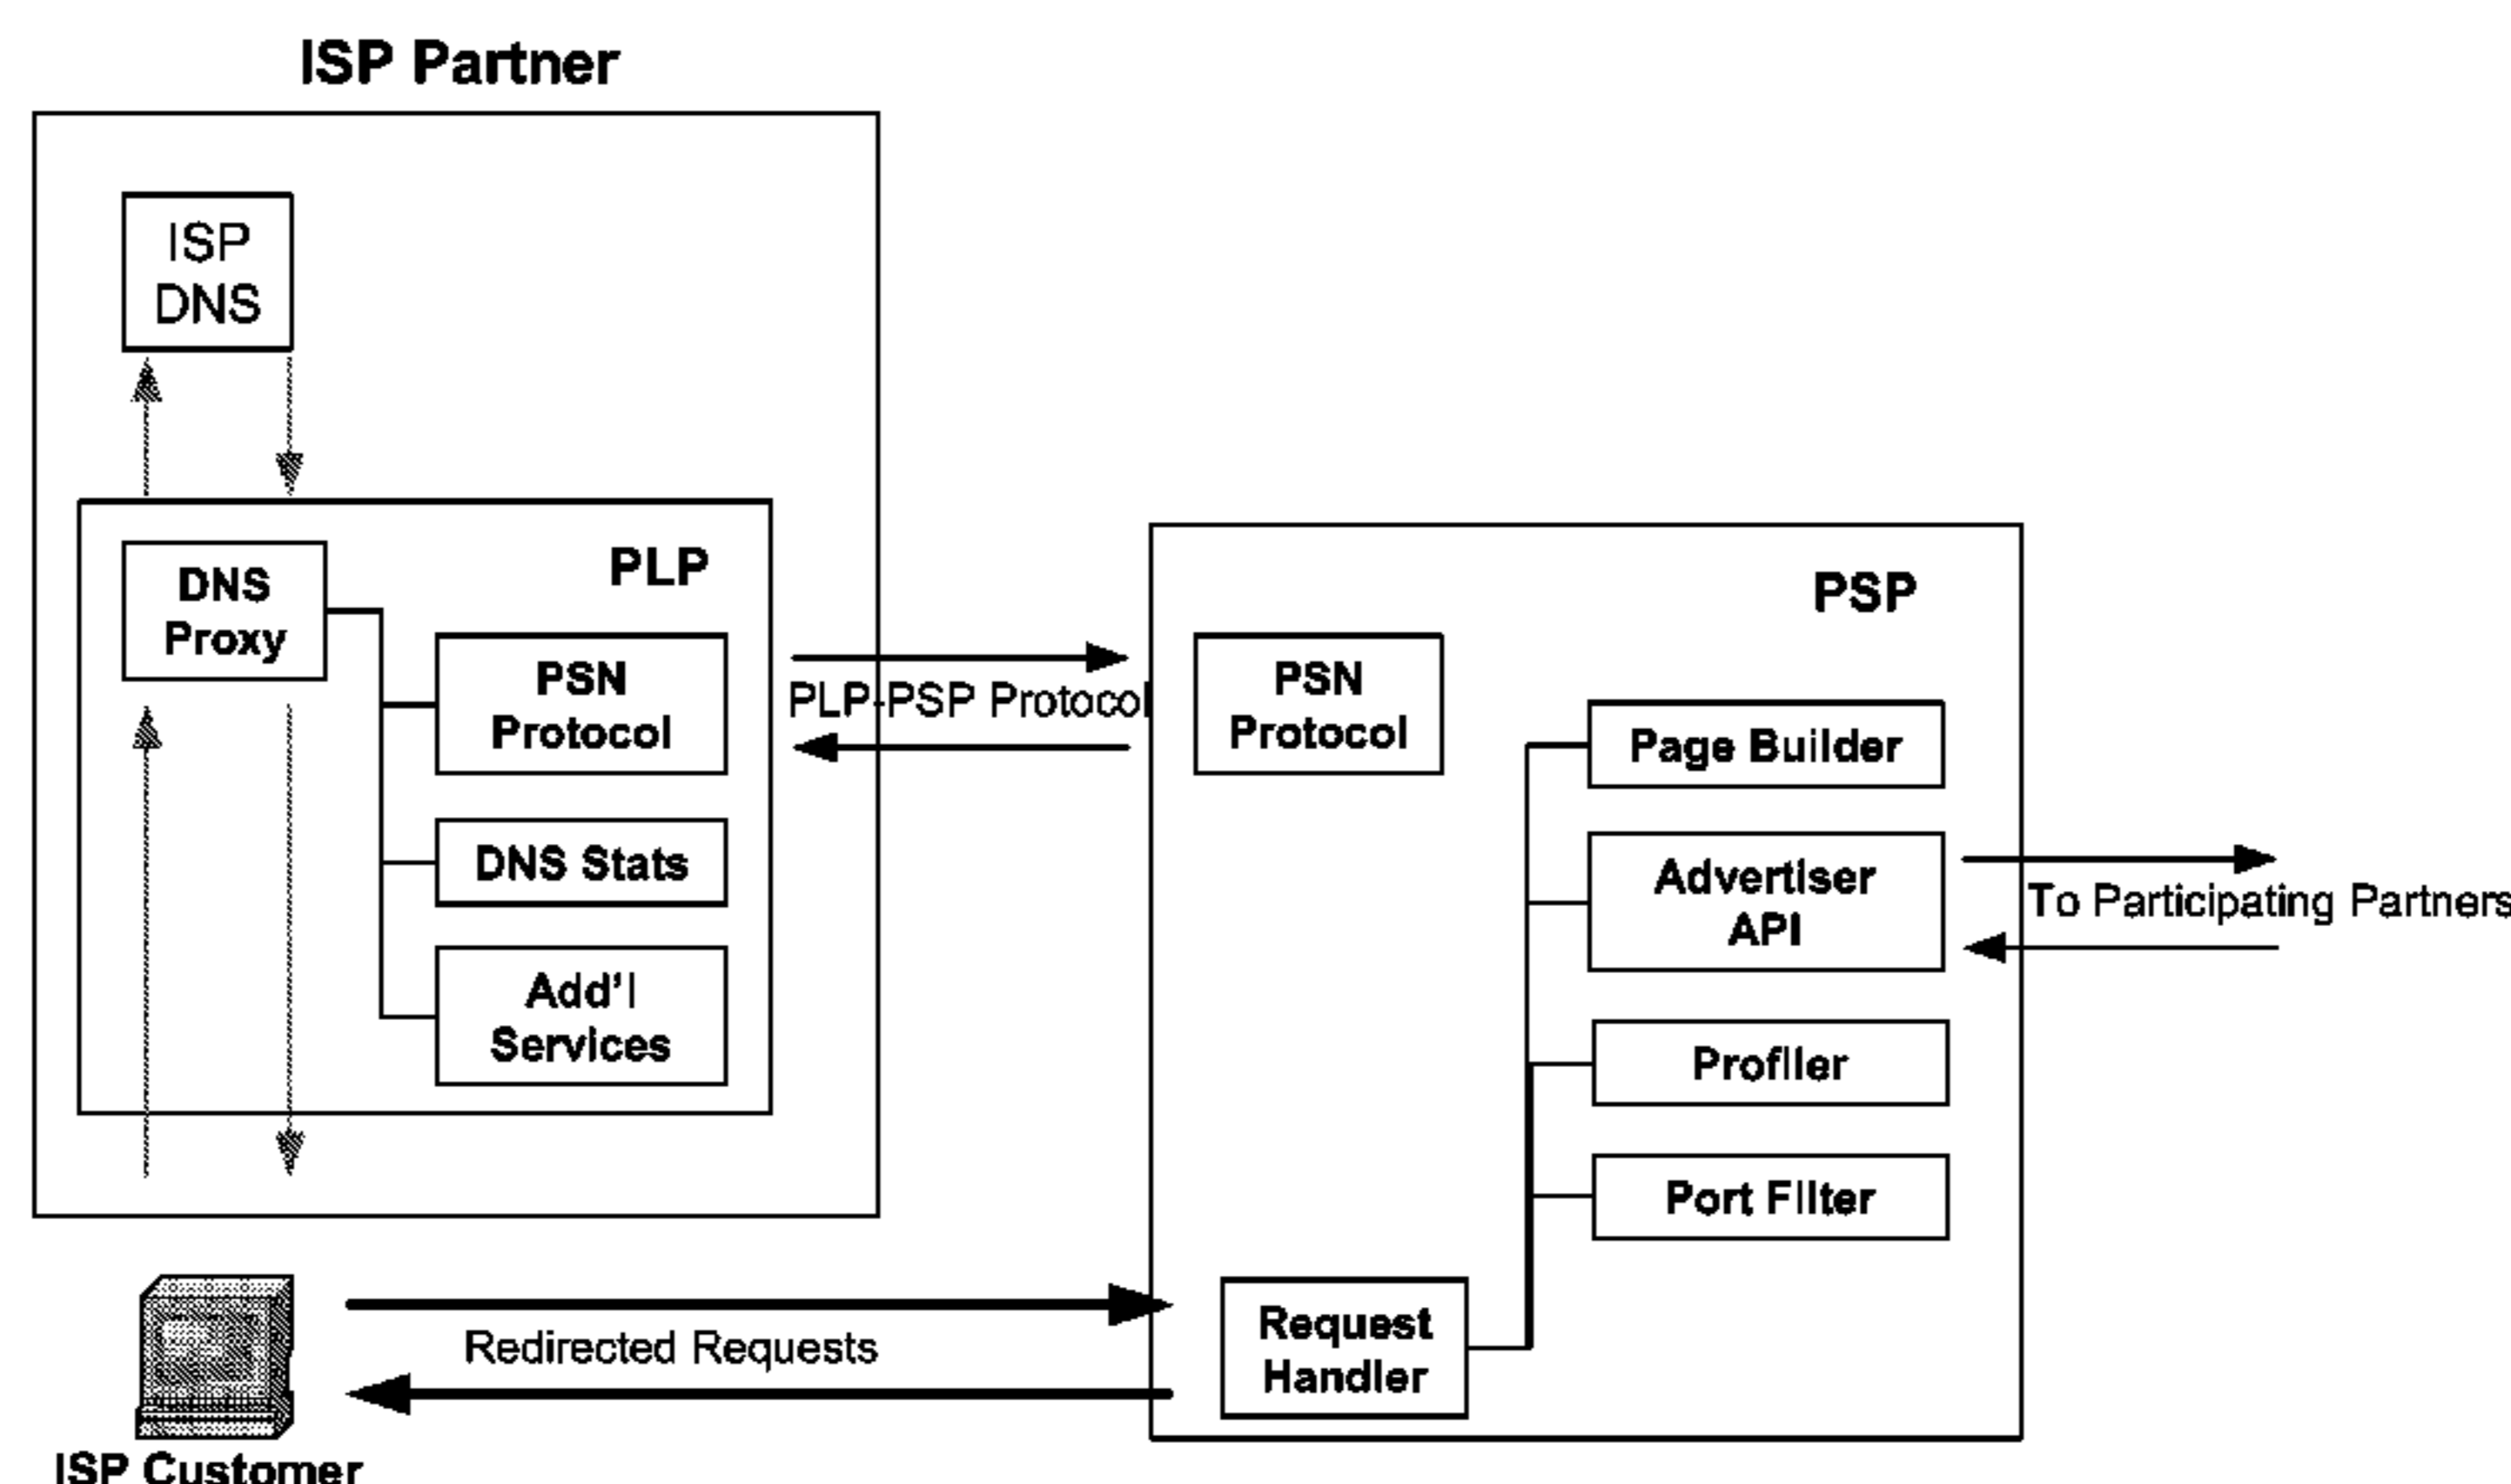 ISP Partner
ISP
DNS
DNS
Proxy
PLP
PSN
Protocol
DNS Stats
Add'l
Services
PLP-PSP Protocol
PSP
PSN
Protocol
Page Builder
Advertiser
API
To Participating Partners
Profiler
Port Filter
Request
Handler
Redirected Requests
ISP Customer